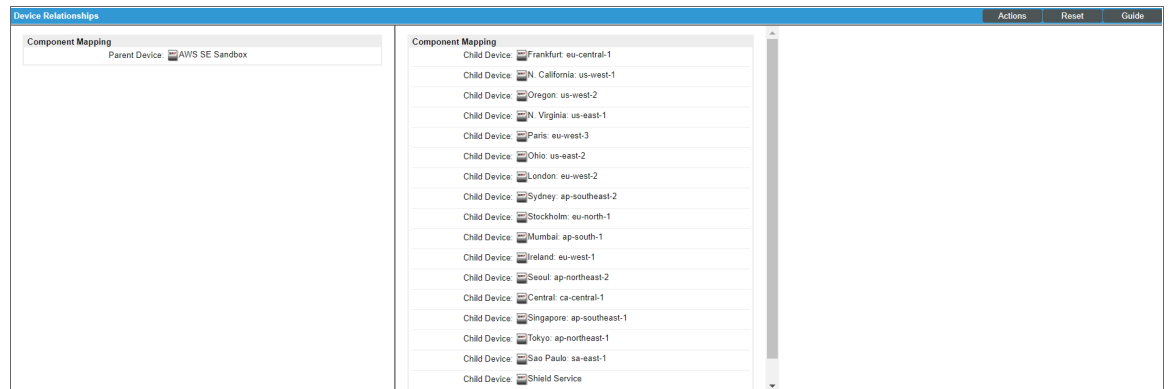 Device Relationships
Actions
Reset
Guide
Component Mapping
Parent Device: AWS SE Sandbox
Component Mapping
Child Device: Frankfurt: eu-central-1
Child Device: N. California: us-west-1
Child Device: Oregon: us-west-2
Child Device: N. Virginia: us-east-1
Child Device: Paris: eu-west-3
Child Device: Ohio: us-east-2
Child Device: London: eu-west-2
Child Device: Sydney: ap-southeast-2
Child Device: Stockholm: eu-north-1
Child Device: Mumbai: ap-south-1
Child Device: Ireland: eu-west-1
Child Device: Seoul: ap-northeast-2
Child Device: Central: ca-central-1
Child Device: Singapore: ap-southeast-1
Child Device: Tokyo: ap-northeast-1
Child Device: Sao Paulo: sa-east-1
Child Device: Shield Service